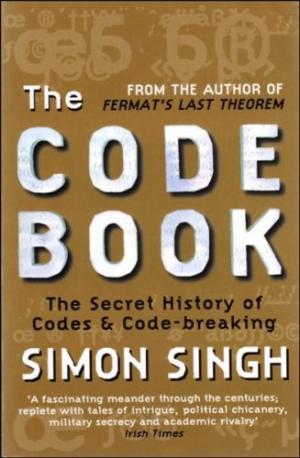 The
FROM THE AUTHOR OF
FERMAT'S LAST THEOREM
CODE
BOOK
The Secret History of
Codes & Code-breaking
SIMON SINGH
'A fascinating meander through the centuries;
replete with tales of intrigue, political chicanery,
military secrecy and academic rivalry'
Irish Times